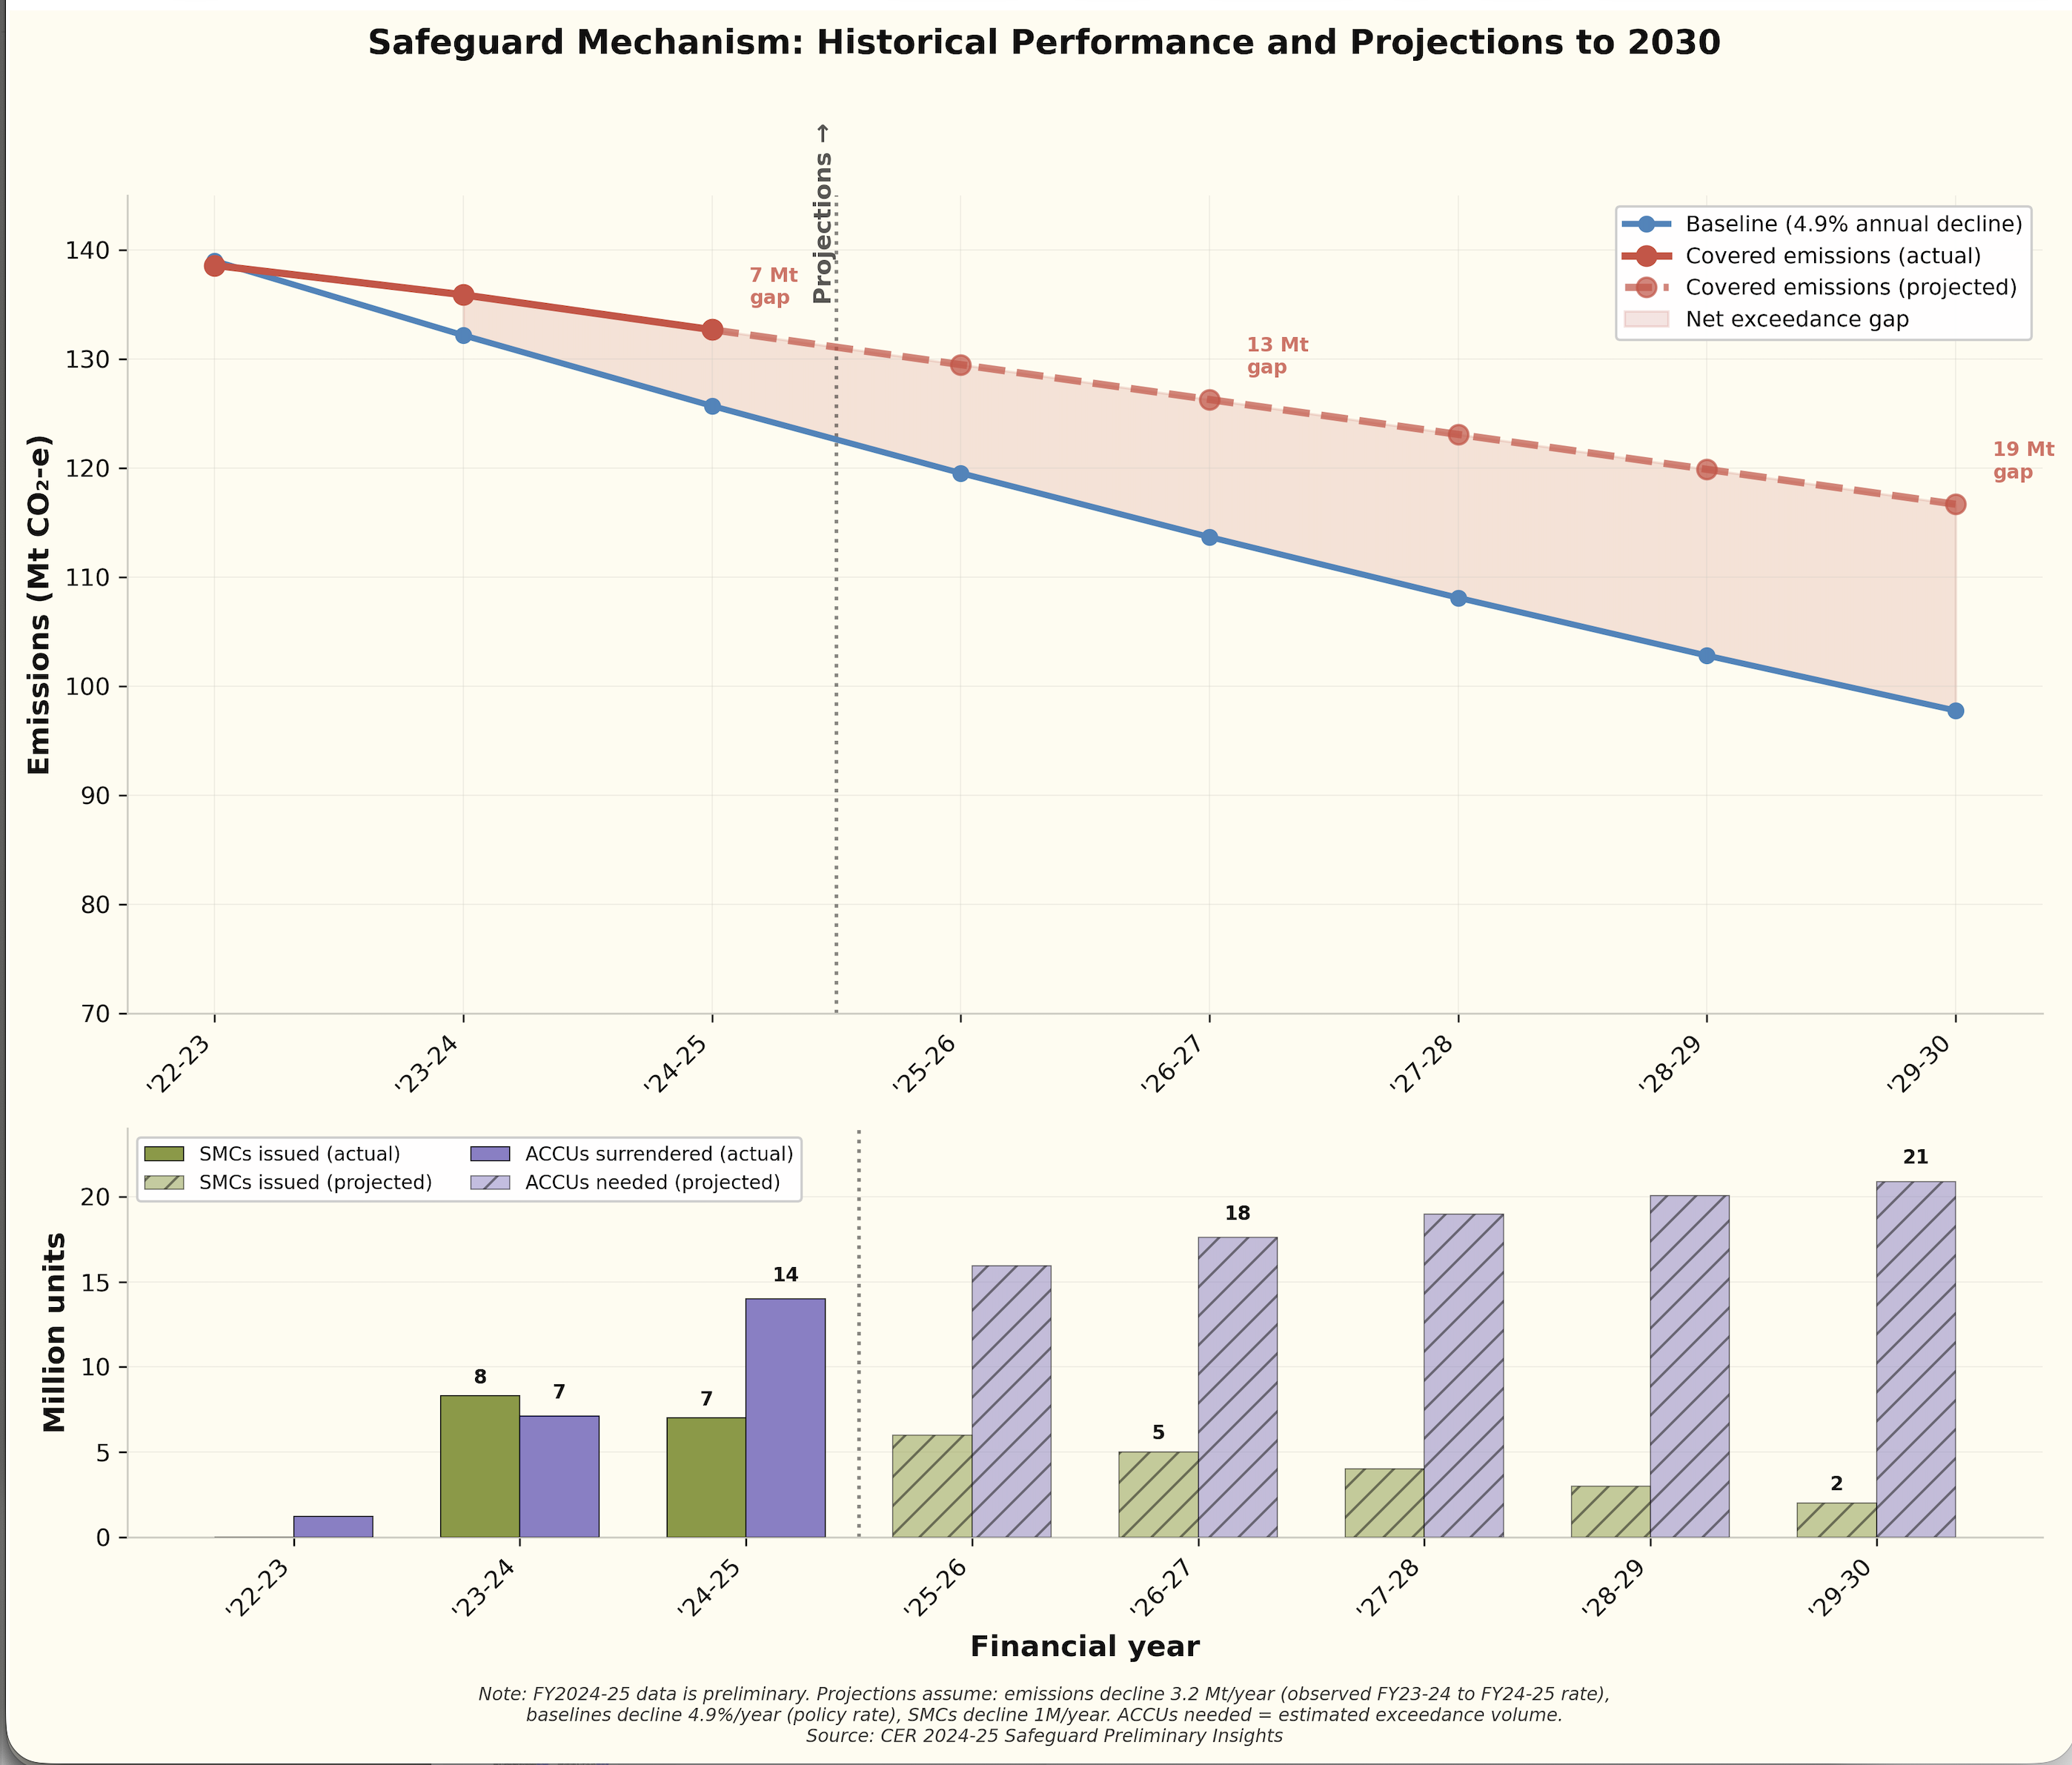 Safeguard Mechanism: Historical Performance and Projections to 2030
Projections →
Emissions (Mt CO₂-e)
140
130
120
110
100
90
80
70
7 Mt
gap
13 Mt
gap
19 Mt
gap
Baseline (4.9% annual decline)
Covered emissions (actual)
Covered emissions (projected)
Net exceedance gap
'22-23
'23-24
'24-25
'25-26
'26-27
'27-28
'28-29
'29-30
SMCs issued (actual)
SMCs issued (projected)
ACCUs surrendered (actual)
ACCUs needed (projected)
Million units
20
15
10
5
0
8
7
7
14
5
18
2
21
'22-23
'23-24
'24-25
'25-26
'26-27
'27-28
'28-29
'29-30
Financial year
Note: FY2024-25 data is preliminary. Projections assume: emissions decline 3.2 Mt/year (observed FY23-24 to FY24-25 rate),
baselines decline 4.9%/year (policy rate), SMCs decline 1M/year. ACCUs needed = estimated exceedance volume.
Source: CER 2024-25 Safeguard Preliminary Insights